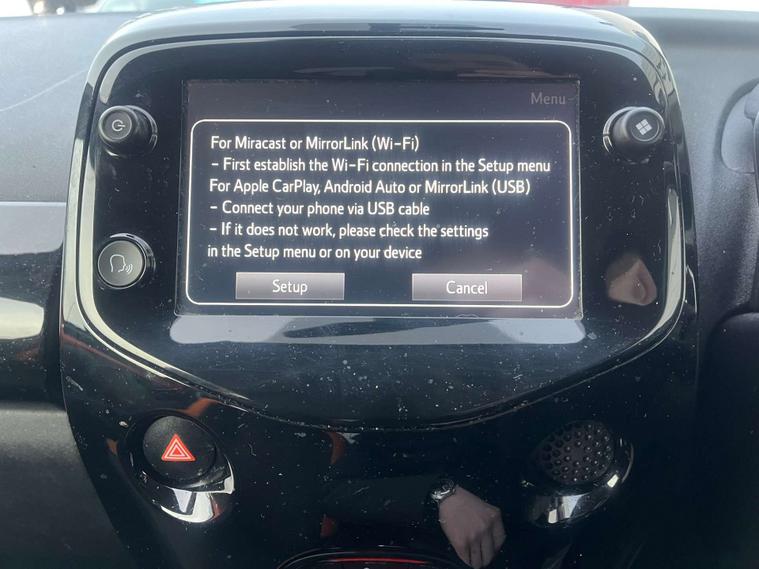 Menu
For Miracast or MirrorLink (Wi-Fi)
- First establish the Wi-Fi connection in the Setup menu
For Apple CarPlay, Android Auto or MirrorLink (USB)
- Connect your phone via USB cable
- If it does not work, please check the settings
in the Setup menu or on your device
Setup
Cancel